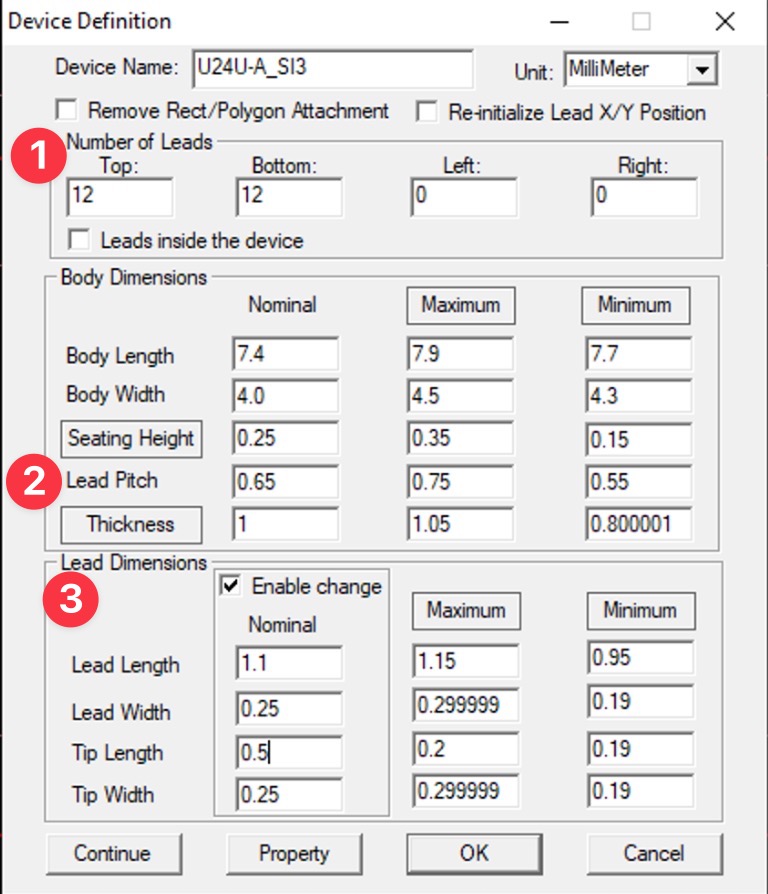 Device Definition
Device Name: U24U-A_SI3 Unit: MilliMeter
Remove Rect/Polygon Attachment Re-initialize Lead X/Y Position
1 Number of Leads
Top: Bottom: Left: Right:
12 12 0 0
Leads inside the device
Body Dimensions
Nominal Maximum Minimum
Body Length 7.4 7.9 7.7
Body Width 4.0 4.5 4.3
Seating Height 0.25 0.35 0.15
2 Lead Pitch 0.65 0.75 0.55
Thickness 1 1.05 0.800001
Lead Dimensions
3 Enable change
Nominal Maximum Minimum
Lead Length 1.1 1.15 0.95
Lead Width 0.25 0.299999 0.19
Tip Length 0.5 0.2 0.19
Tip Width 0.25 0.299999 0.19
Continue Property OK Cancel